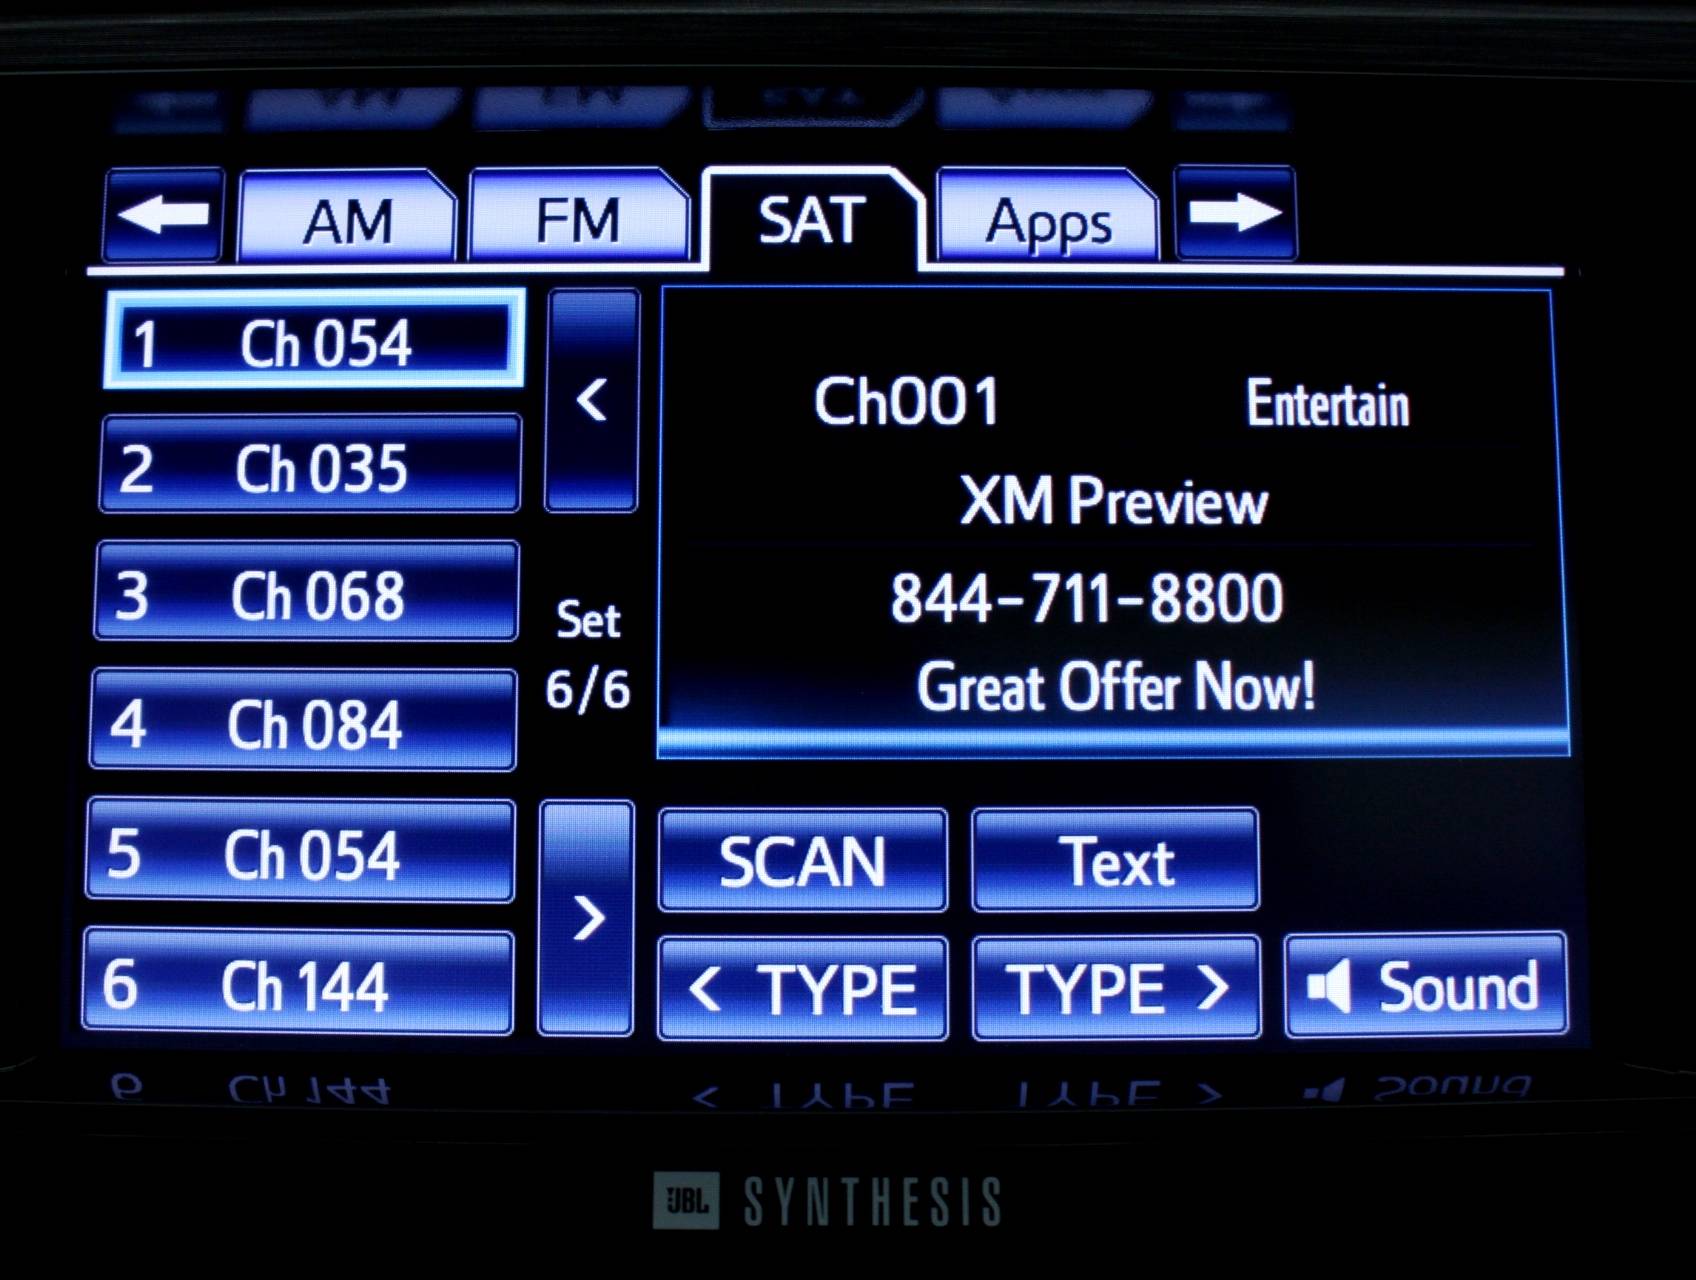 AM FM SAT Apps
1 Ch 054
2 Ch 035
3 Ch 068
4 Ch 084
5 Ch 054
6 Ch 144
<
Set
6/6
>
Ch001 Entertain
XM Preview
844-711-8800
Great Offer Now!
SCAN Text
< TYPE TYPE > Sound
JBL SYNTHESIS